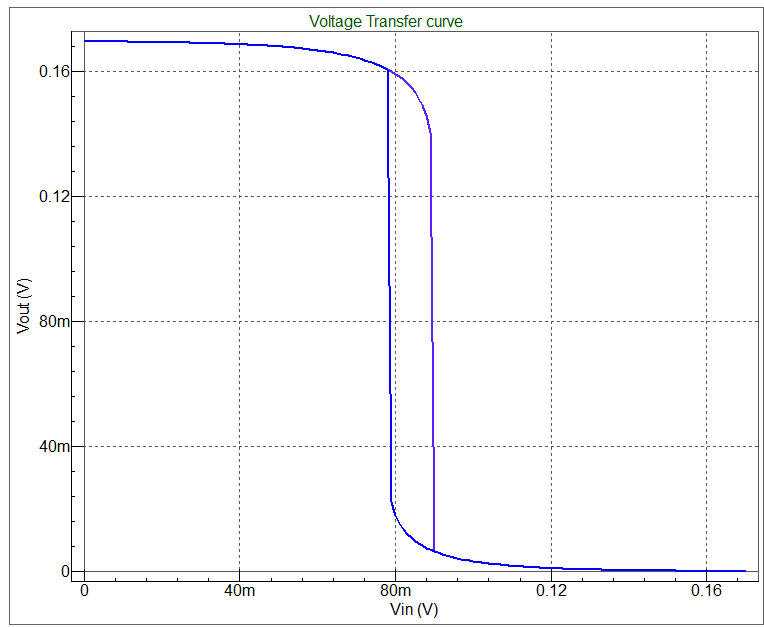 Voltage Transfer curve
0.16
0.12
80m
40m
0
Vout (V)
0 40m 80m 0.12 0.16
Vin (V)